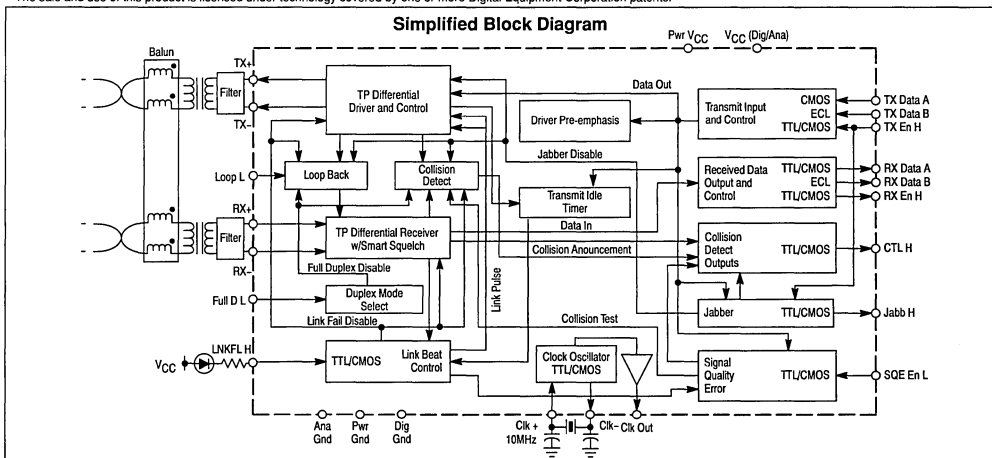 The sale and use of this product is licensed under technology covered by one or more Digital Equipment Corporation patents.
Simplified Block Diagram
Pwr VCC
VCC (Dig/Ana)
Balun
TX+
TX–
Filter
TP Differential
Driver and Control
Data Out
Driver Pre-emphasis
Transmit Input
and Control
CMOS
ECL
TTL/CMOS
TX Data A
TX Data B
TX En H
Jabber Disable
Loop L
Loop Back
Collision
Detect
Transmit Idle
Timer
Received Data
Output and
Control
TTL/CMOS
ECL
TTL/CMOS
RX Data A
RX Data B
RX En H
RX+
RX–
Filter
TP Differential Receiver
w/Smart Squelch
Data In
Collision Anouncement
Collision
Detect
Outputs
TTL/CMOS
CTL H
Full Duplex Disable
Full D L
Duplex Mode
Select
Link Pulse
Jabber
TTL/CMOS
Jabb H
Link Fail Disable
Collision Test
VCC
LNKFL H
TTL/CMOS
Link Beat
Control
Clock Oscillator
TTL/CMOS
Signal
Quality
Error
TTL/CMOS
SQE En L
Ana
Gnd
Pwr
Gnd
Dig
Gnd
Clk +
10MHz
Clk–
Clk Out